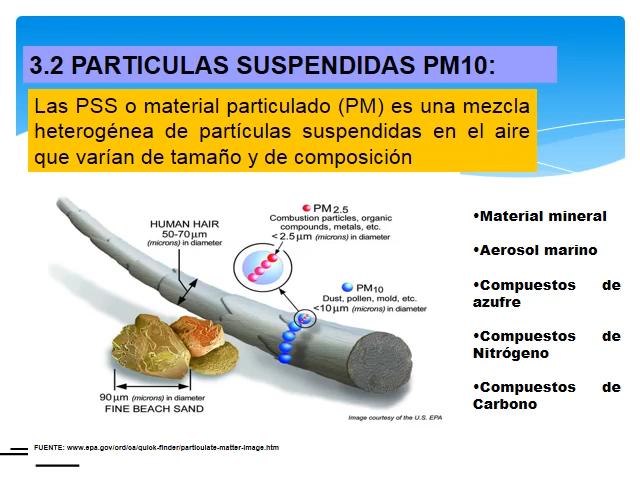 3.2 PARTICULAS SUSPENDIDAS PM10:
Las PSS o material particulado (PM) es una mezcla
heterogénea de partículas suspendidas en el aire
que varían de tamaño y de composición
HUMAN HAIR
50-70μm
(microns) in diameter
PM2.5
Combustion particles, organic
compounds, metals, etc.
<2.5μm (microns) in diameter
PM10
Dust, pollen, mold, etc.
<10μm (microns) in diameter
90μm (microns) in diameter
FINE BEACH SAND
Image courtesy of the U.S. EPA
•Material mineral
•Aerosol marino
•Compuestos de
azufre
•Compuestos de
Nitrógeno
•Compuestos de
Carbono
FUENTE: www.epa.gov/ord/ca/quick-finder/particulate-matter-image.htm